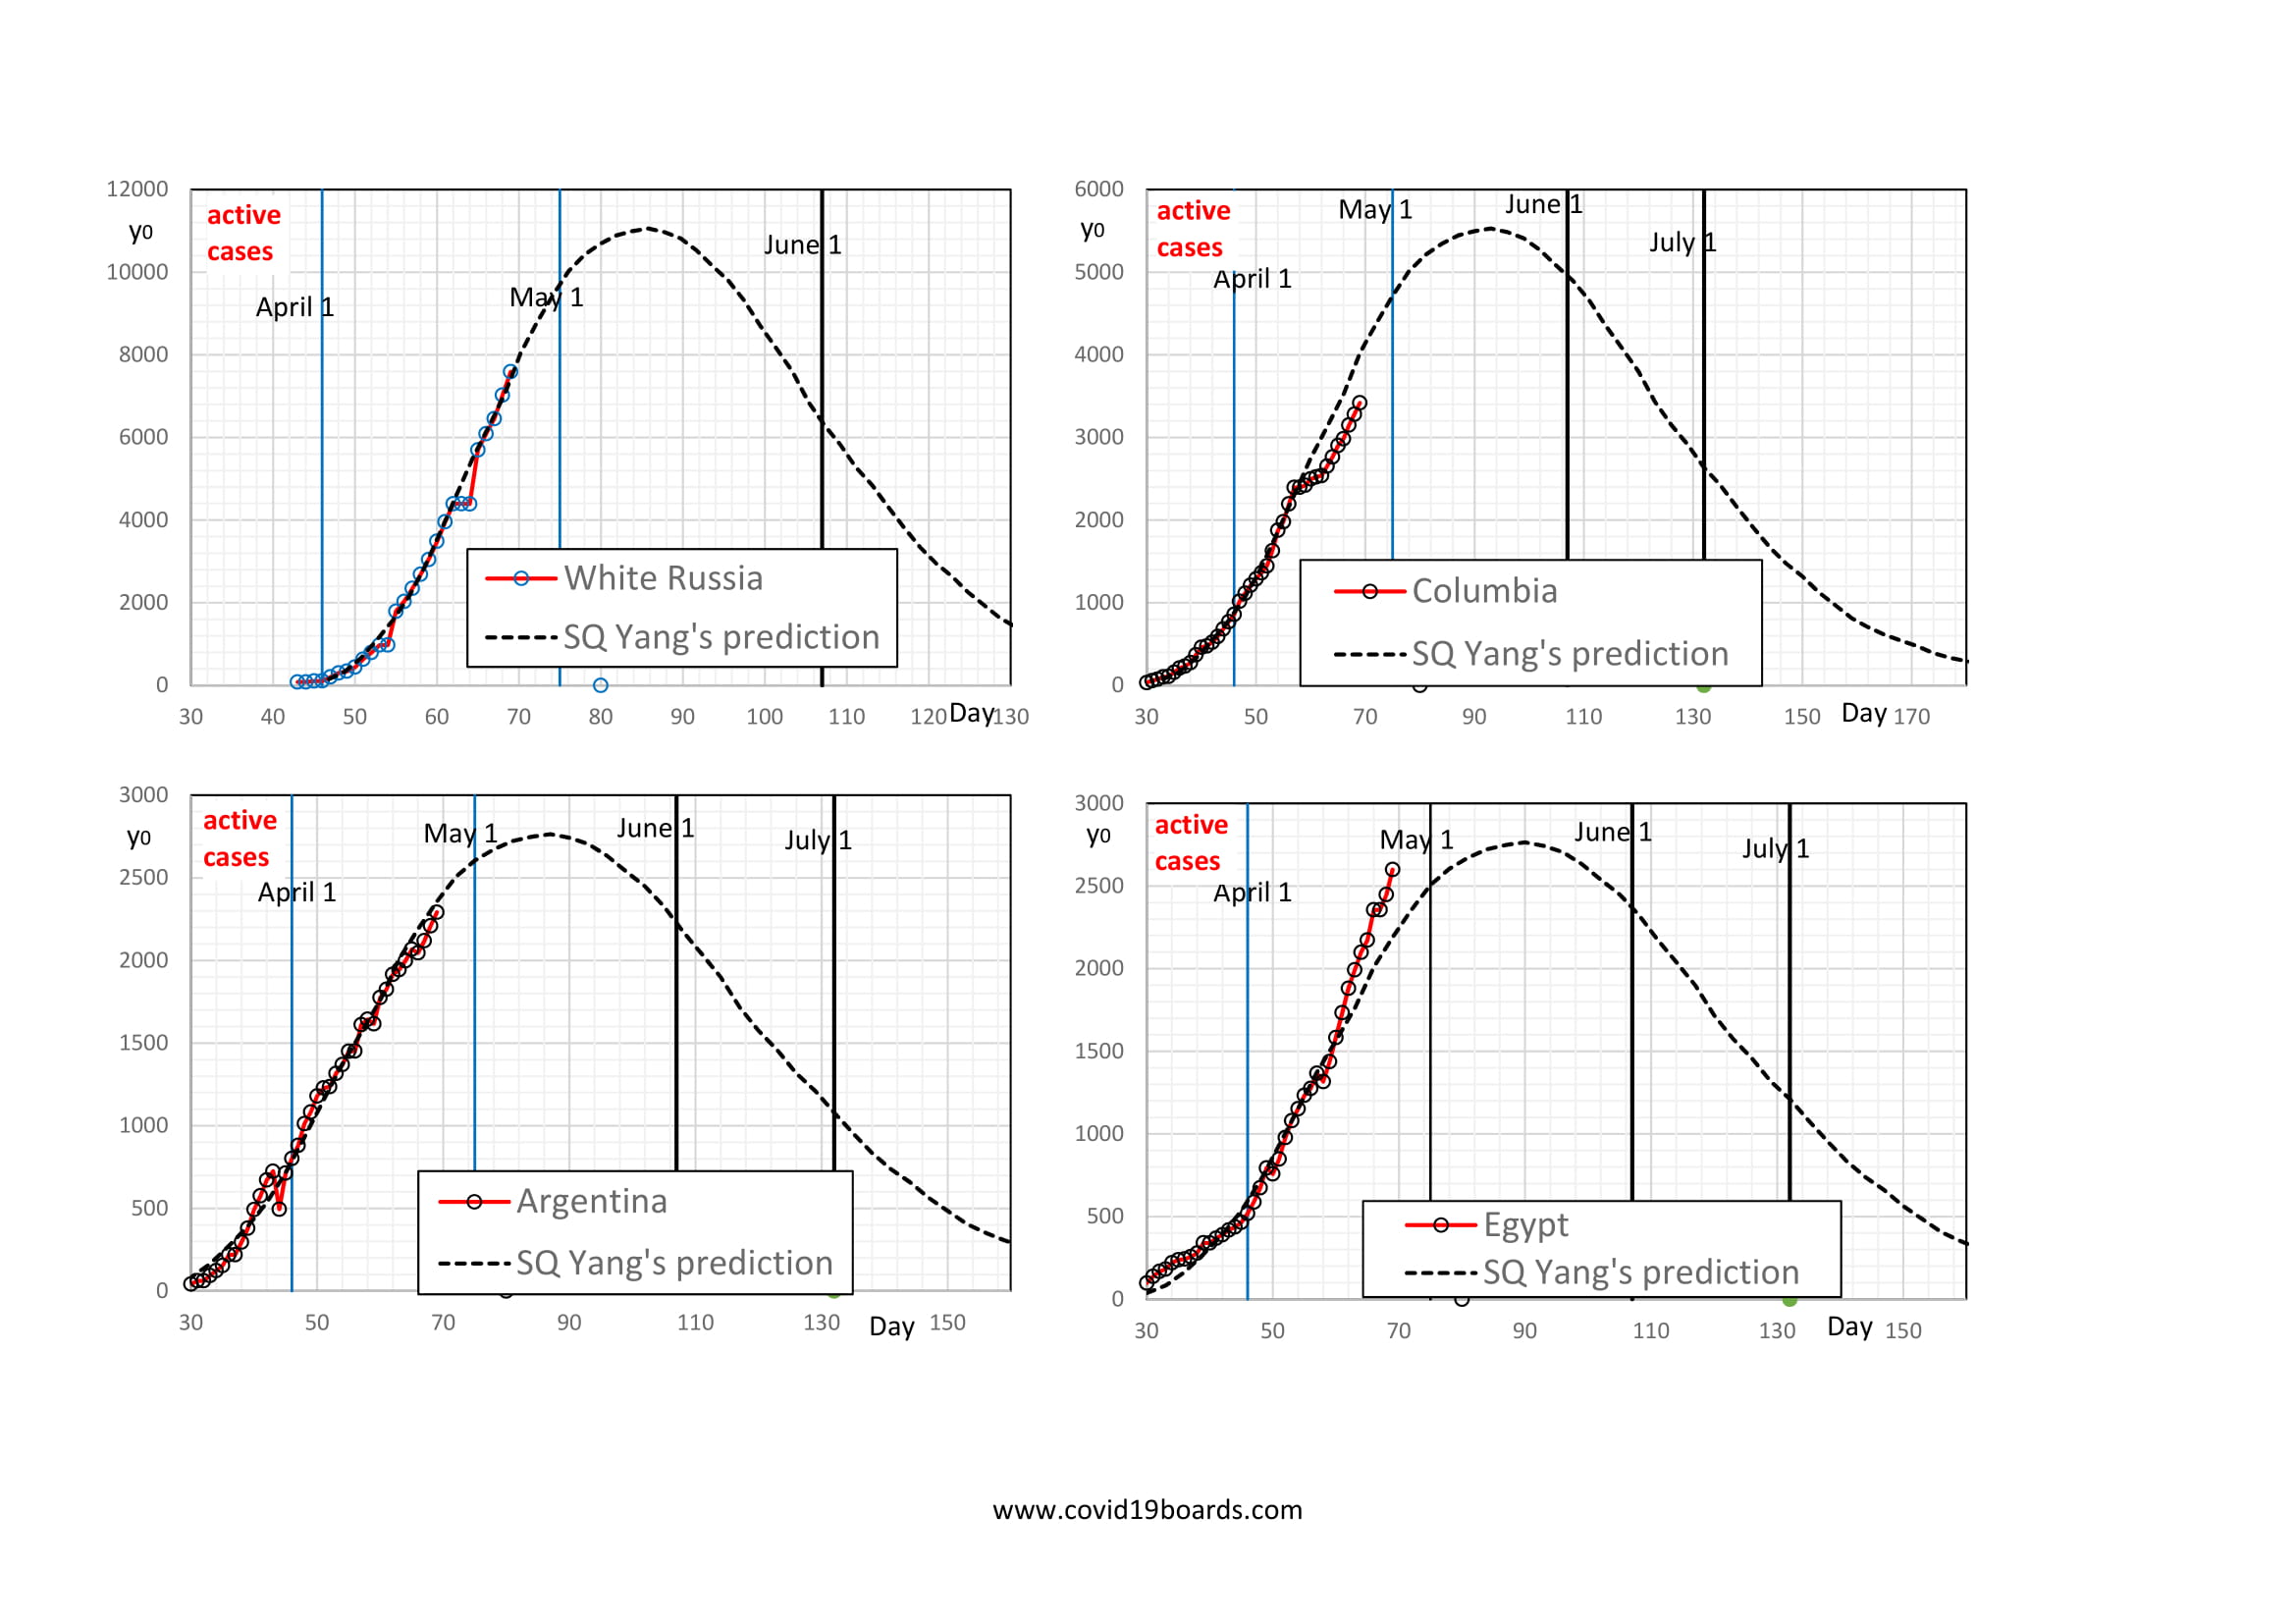 12000
active
cases
y0
10000
8000
6000
4000
2000
0
April 1
May 1
June 1
White Russia
SQ Yang's prediction
30 40 50 60 70 80 90 100 110 120 Day 130
6000
active
cases
y0
5000
4000
3000
2000
1000
0
April 1
May 1
June 1
July 1
Columbia
SQ Yang's prediction
30 50 70 90 110 130 150 Day 170
3000
active
cases
y0
2500
2000
1500
1000
500
0
April 1
May 1
June 1
July 1
Argentina
SQ Yang's prediction
30 50 70 90 110 130 Day 150
3000
active
cases
y0
2500
2000
1500
1000
500
0
April 1
May 1
June 1
July 1
Egypt
SQ Yang's prediction
30 50 70 90 110 130 Day 150
www.covid19boards.com